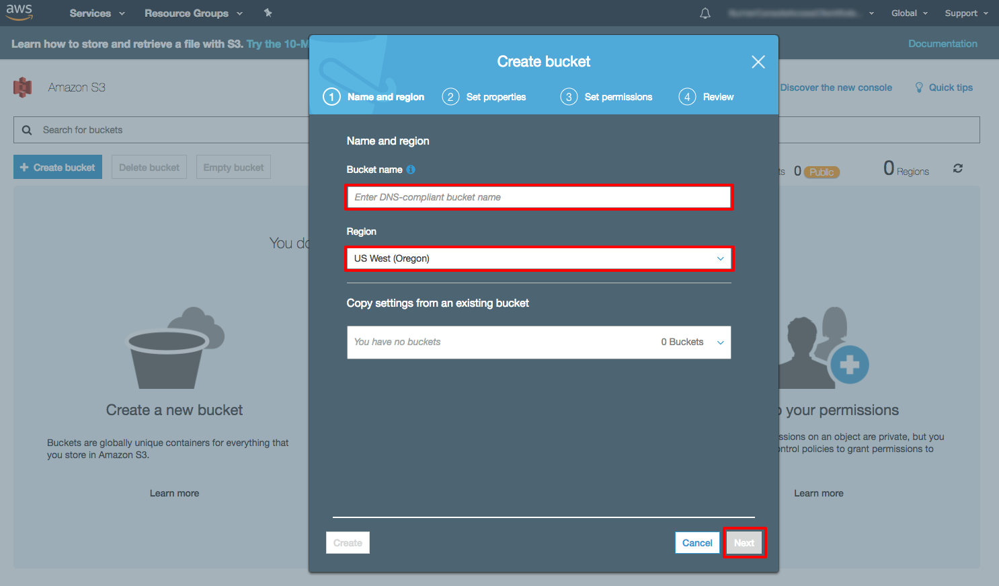 aws
Services
Resource Groups
Global
Support
Learn how to store and retrieve a file with S3. Try the 10-M
Documentation
Create bucket
1 Name and region
2 Set properties
3 Set permissions
4 Review
Amazon S3
Discover the new console
Quick tips
Search for buckets
Create bucket
Delete bucket
Empty bucket
ts 0 Public
0 Regions
Name and region
Bucket name
Enter DNS-compliant bucket name
Region
US West (Oregon)
You do
Copy settings from an existing bucket
You have no buckets
0 Buckets
Create a new bucket
Buckets are globally unique containers for everything that
you store in Amazon S3.
Learn more
your permissions
ssions on an object are private, but you
ntrol policies to grant permissions to
Learn more
Create
Cancel
Next